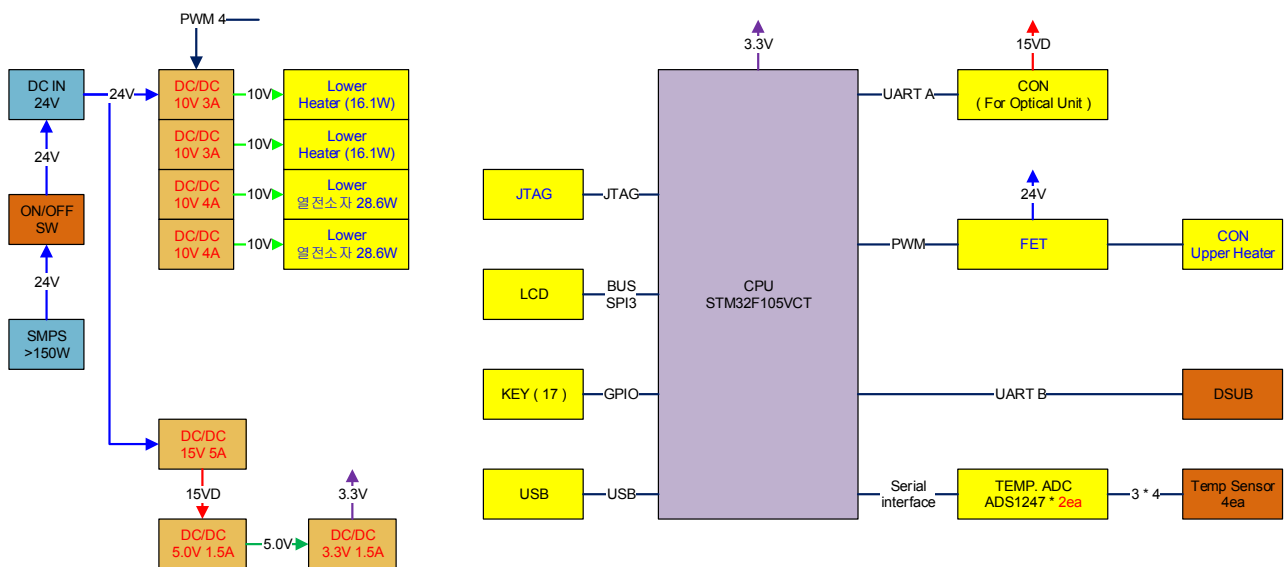 PWM 4
DC IN
24V
24V
DC/DC
10V 3A
10V
Lower
Heater (16.1W)
DC/DC
10V 3A
10V
Lower
Heater (16.1W)
24V
ON/OFF
SW
DC/DC
10V 4A
10V
Lower
열전소자 28.6W
DC/DC
10V 4A
10V
Lower
열전소자 28.6W
24V
SMPS
>150W
DC/DC
15V 5A
15VD
3.3V
DC/DC
5.0V 1.5A
5.0V
DC/DC
3.3V 1.5A
3.3V
15VD
CPU
STM32F105VCT
UART A
CON
( For Optical Unit )
JTAG
JTAG
24V
PWM
FET
CON
Upper Heater
LCD
BUS
SPI3
KEY ( 17 )
GPIO
UART B
DSUB
USB
USB
Serial
interface
TEMP. ADC
ADS1247 * 2ea
3 * 4
Temp Sensor
4ea